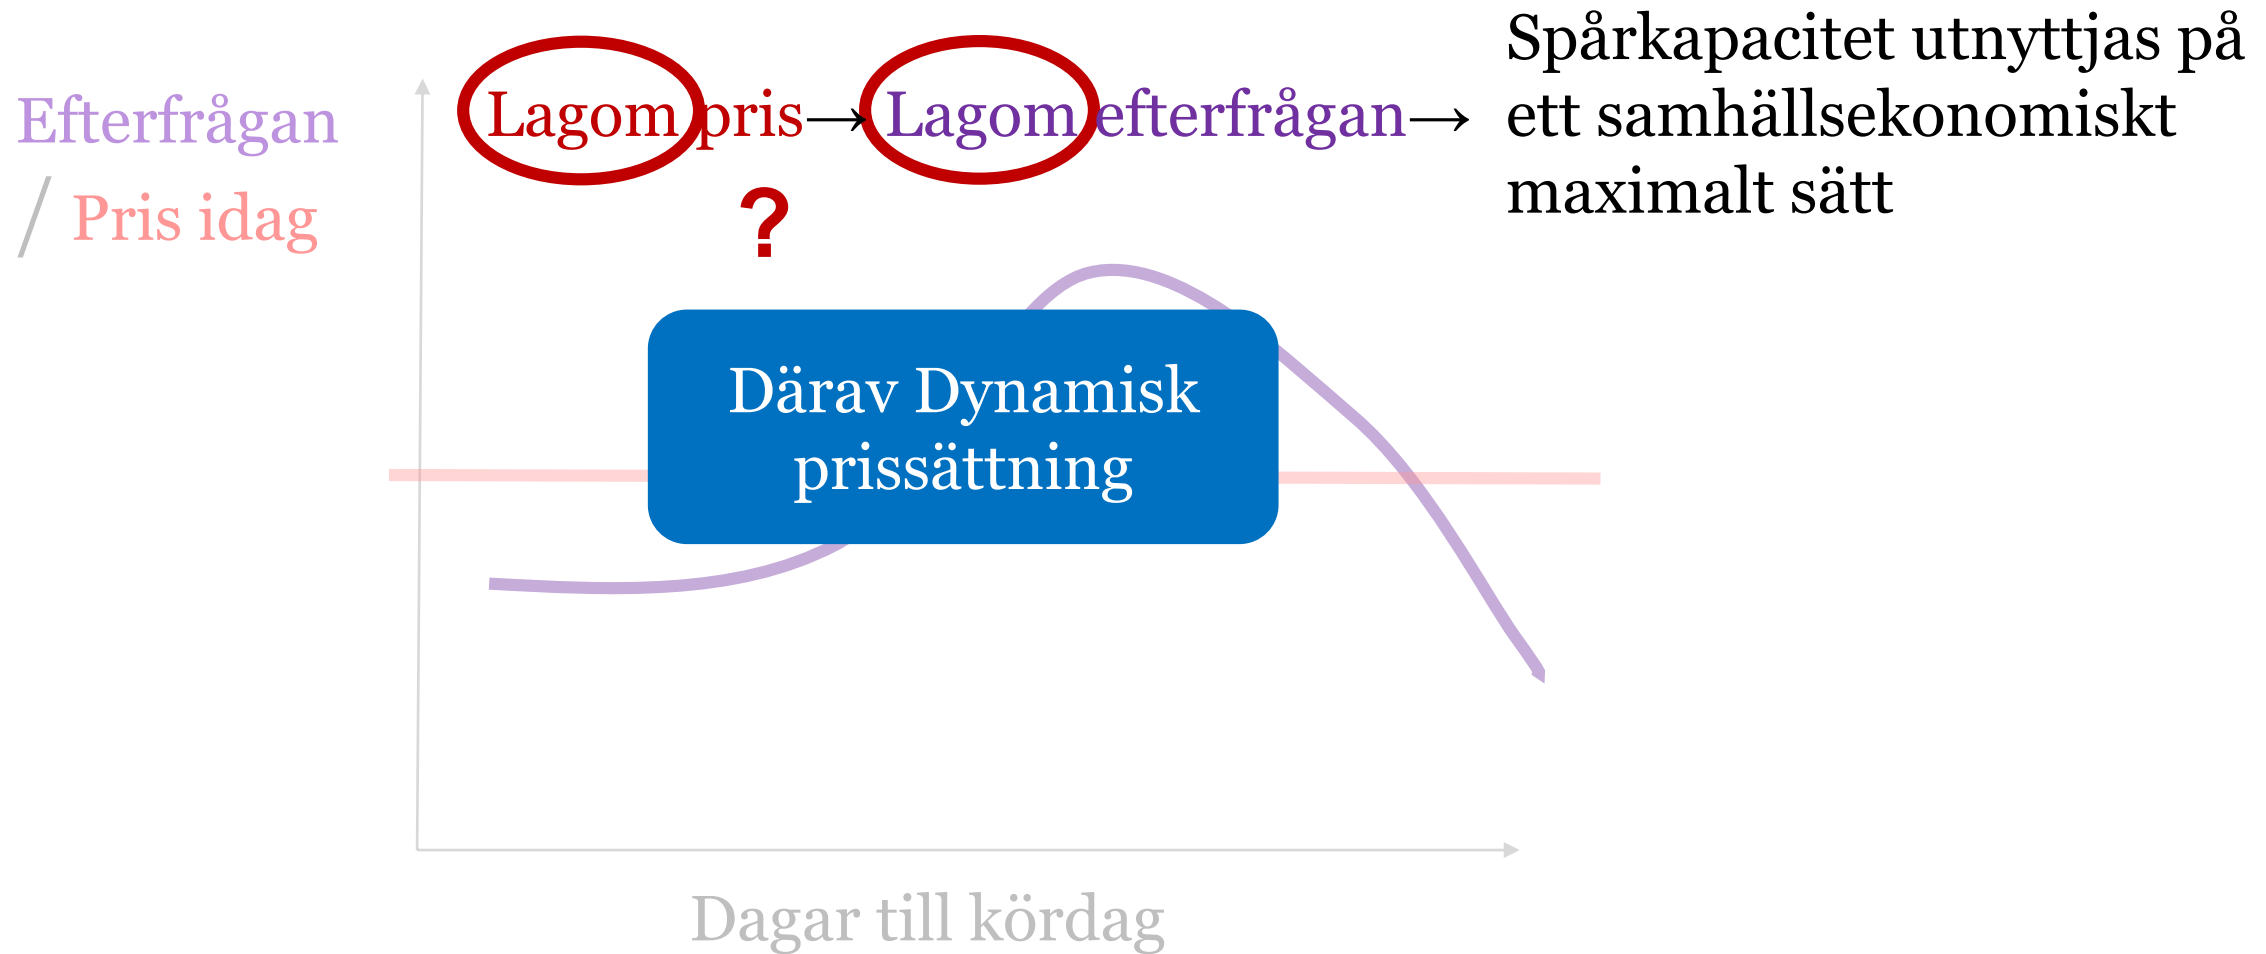 Efterfrågan
/ Pris idag
Lagom pris→Lagom efterfrågan→
?
Spårkapacitet utnyttjas på
ett samhällsekonomiskt
maximalt sätt
Därav Dynamisk
prissättning
Dagar till kördag